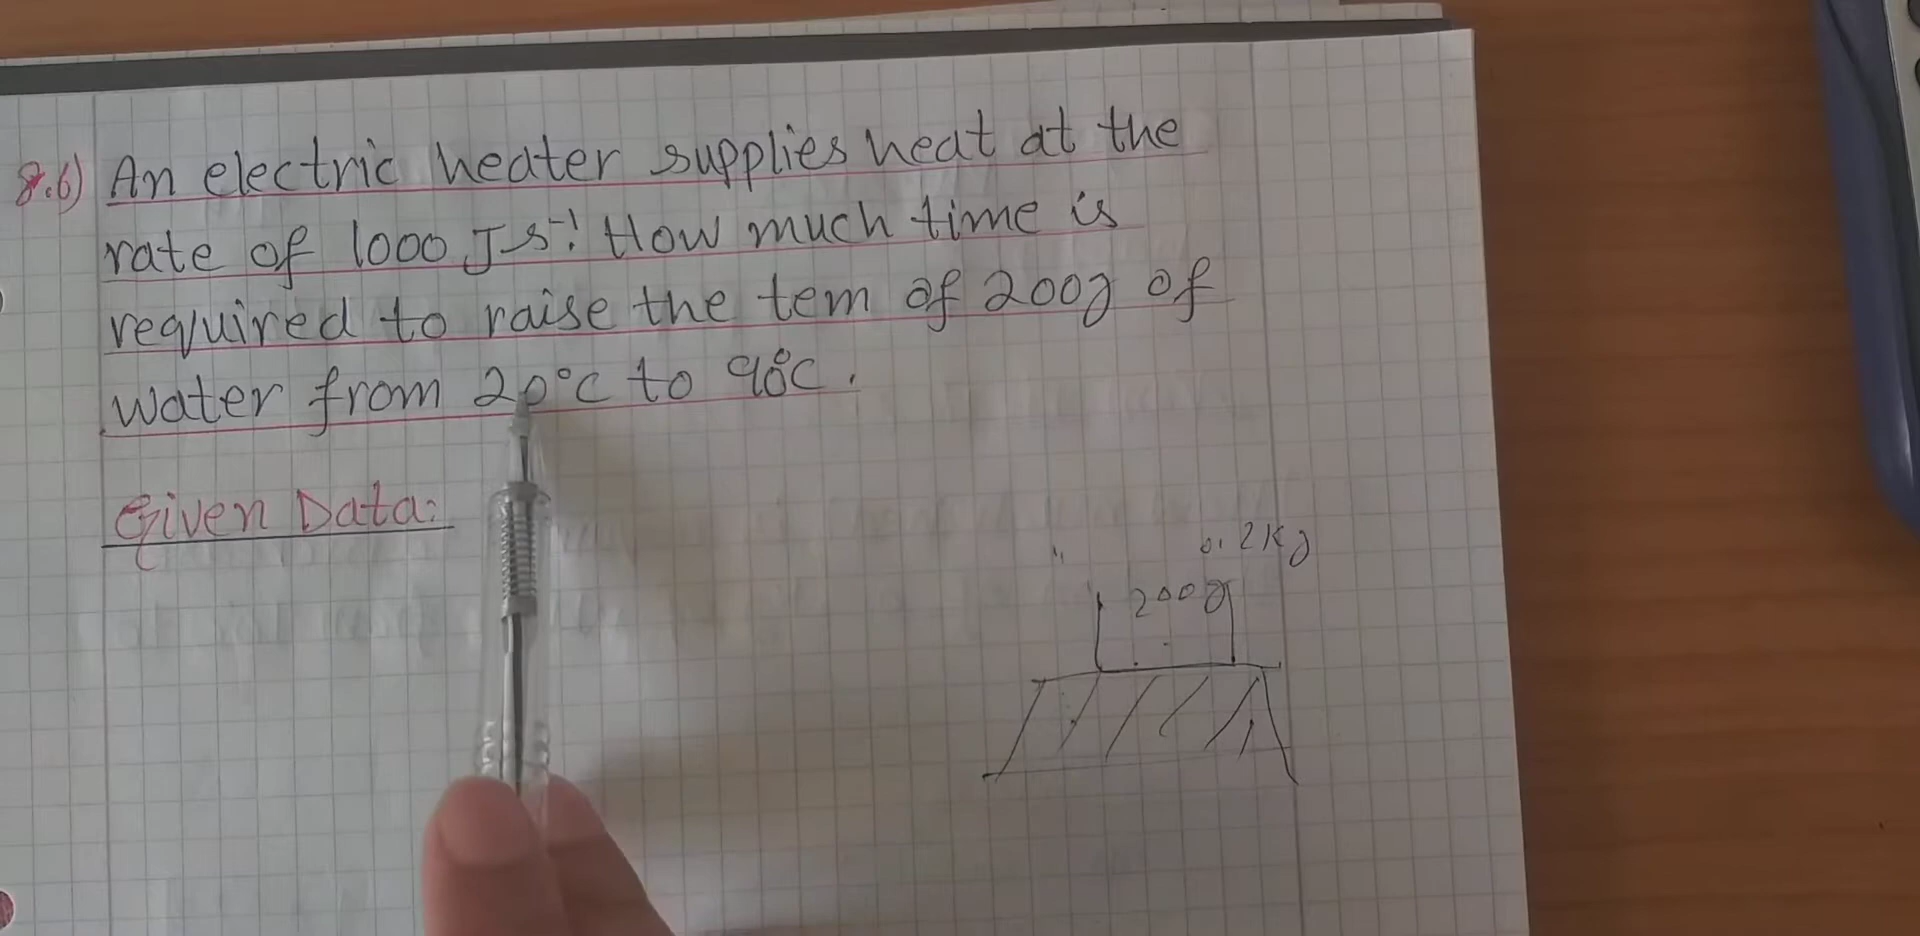 8.6) An electric heater supplies heat at the
rate of 1000 Js⁻¹. How much time is
required to raise the tem of 200g of
water from 20°C to 90°C.
Given Data:
0.2Kg
200g